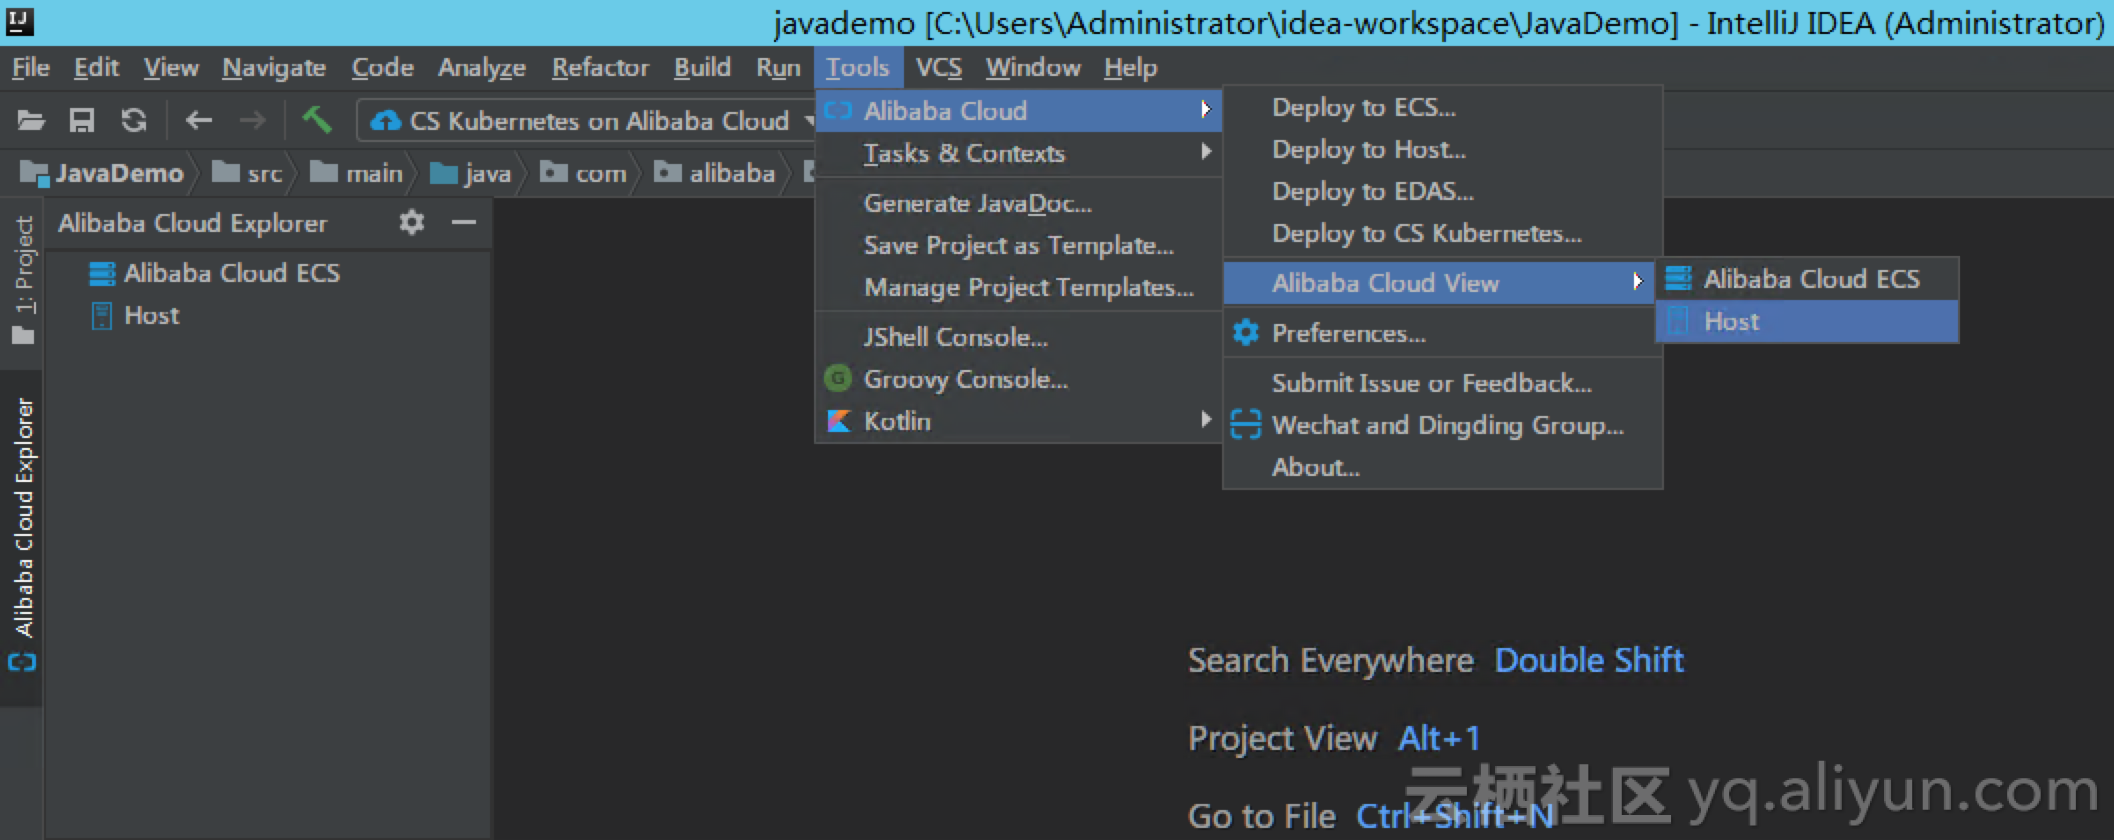 IJ
javademo [C:\Users\Administrator\idea-workspace\JavaDemo] - IntelliJ IDEA (Administrator)
File Edit View Navigate Code Analyze Refactor Build Run Tools VCS Window Help
CS Kubernetes on Alibaba Cloud
JavaDemo src main java com alibaba
1: Project
Alibaba Cloud Explorer
Alibaba Cloud Explorer
Alibaba Cloud ECS
Host
Alibaba Cloud
Tasks & Contexts
Generate JavaDoc...
Save Project as Template...
Manage Project Templates...
JShell Console...
G Groovy Console...
Kotlin
Deploy to ECS...
Deploy to Host...
Deploy to EDAS...
Deploy to CS Kubernetes...
Alibaba Cloud View
Preferences...
Submit Issue or Feedback...
Wechat and Dingding Group...
About...
Alibaba Cloud ECS
Host
Search Everywhere Double Shift
Project View Alt+1
Go to File Ctrl+Shift+N
云栖社区 yq.aliyun.com